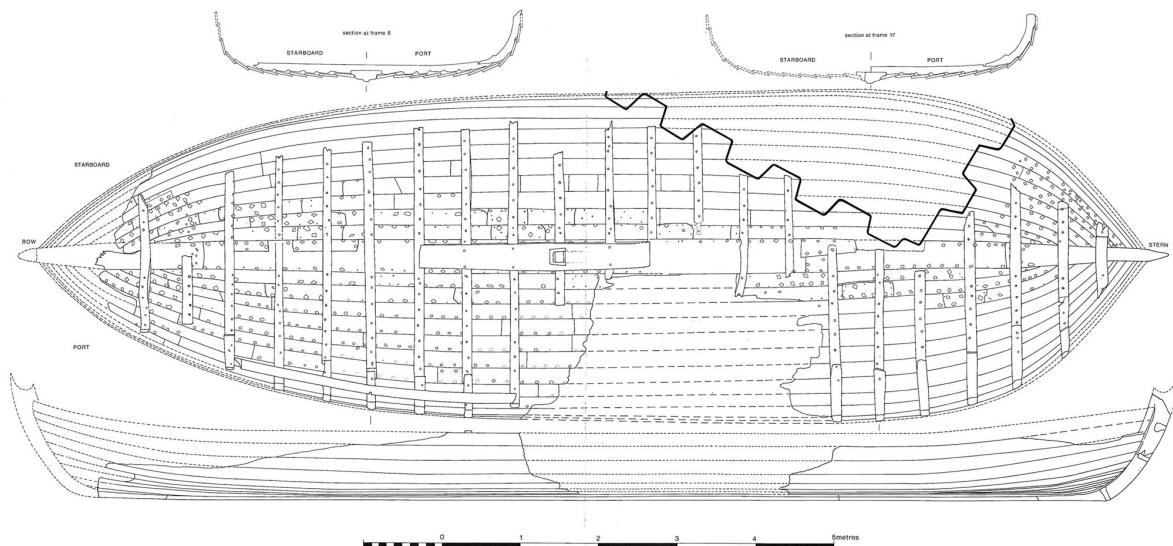 section at frame 6
STARBOARD PORT
section at frame 17
STARBOARD PORT
STARBOARD
BOW
STERN
PORT
0 1 2 3 4 5metres